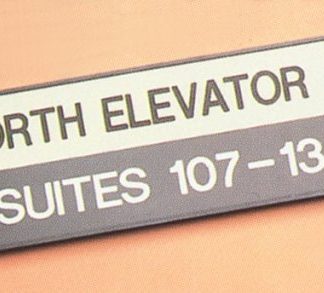 ORTH ELEVATOR
SUITES 107-13